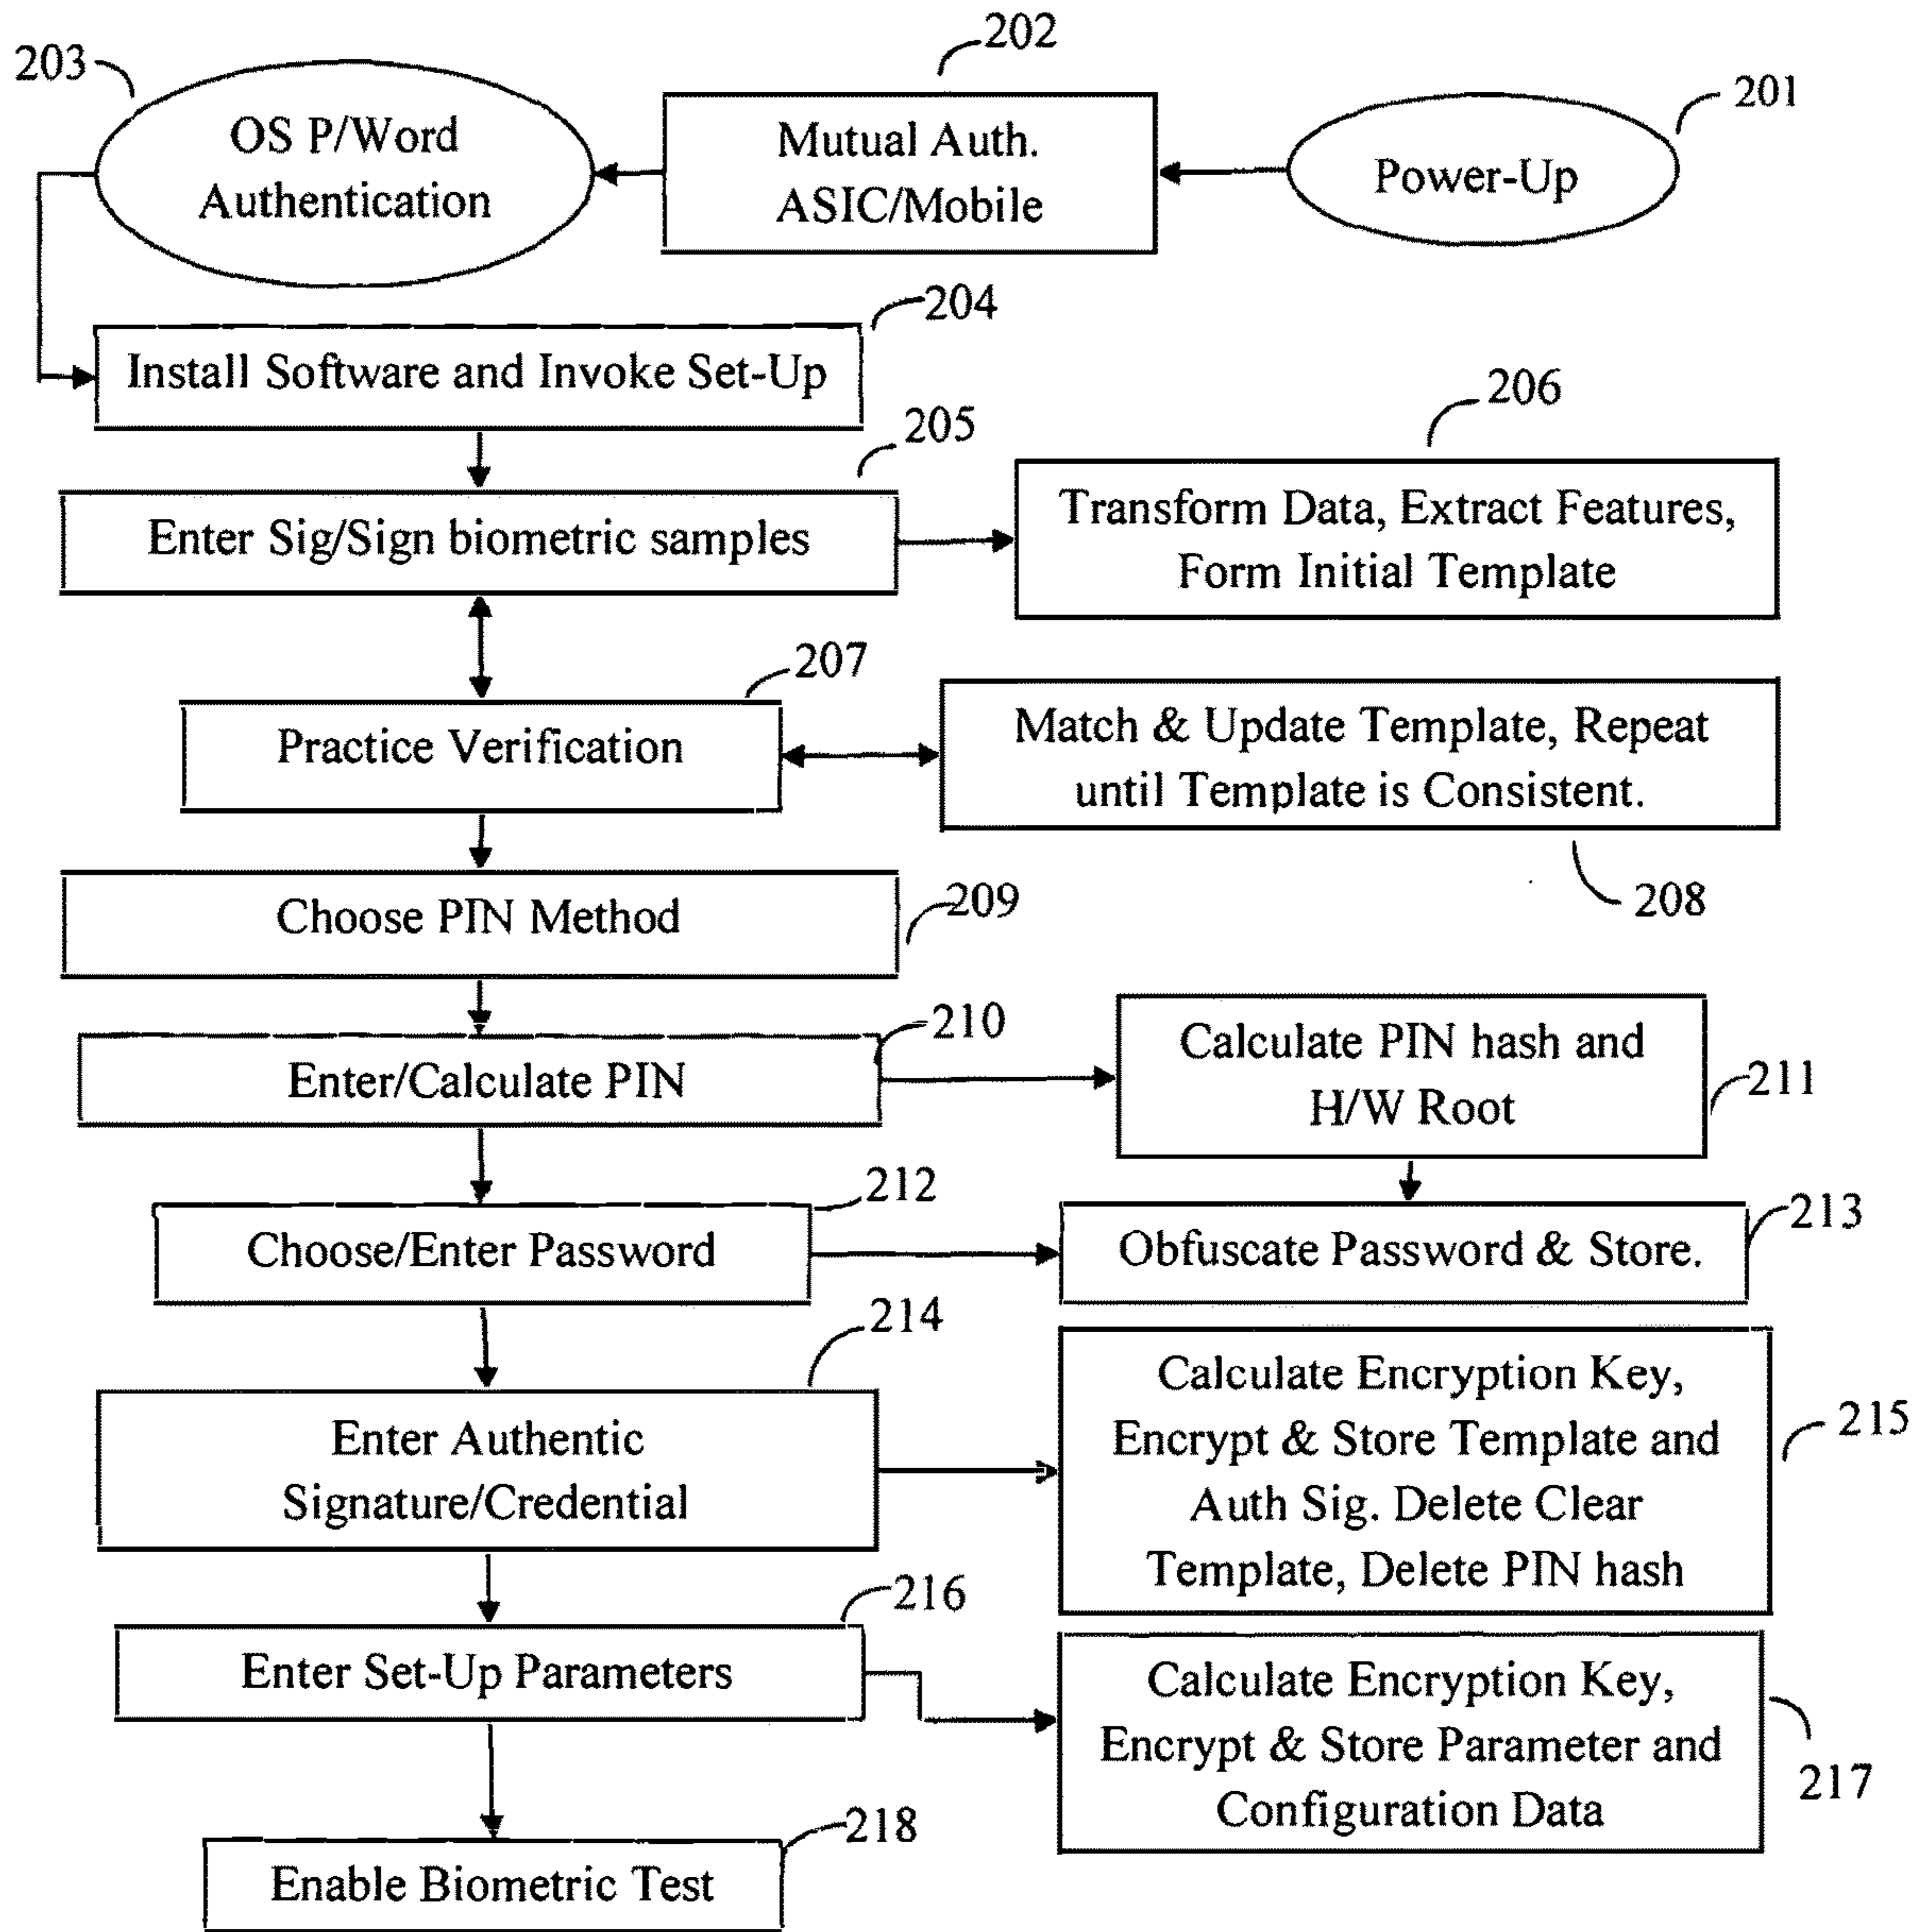 203
202
201
OS P/Word
Authentication
Mutual Auth.
ASIC/Mobile
Power-Up
204
Install Software and Invoke Set-Up
205
206
Enter Sig/Sign biometric samples
Transform Data, Extract Features,
Form Initial Template
207
Practice Verification
Match & Update Template, Repeat
until Template is Consistent.
208
Choose PIN Method
209
210
Enter/Calculate PIN
Calculate PIN hash and
H/W Root
211
212
Choose/Enter Password
213
Obfuscate Password & Store.
214
Enter Authentic
Signature/Credential
Calculate Encryption Key,
Encrypt & Store Template and
Auth Sig. Delete Clear
Template, Delete PIN hash
215
216
Enter Set-Up Parameters
Calculate Encryption Key,
Encrypt & Store Parameter and
Configuration Data
217
218
Enable Biometric Test